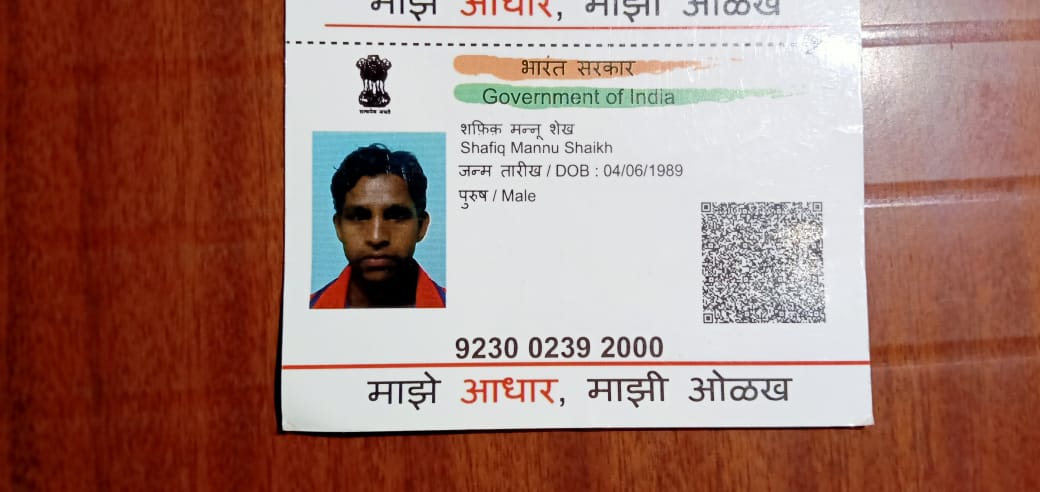 माझे आधार, माझी ओळख
सत्यमेव जयते
भारत सरकार
Government of India
शफ़िक़ मन्नू शेख
Shafiq Mannu Shaikh
जन्म तारीख / DOB : 04/06/1989
पुरुष / Male
9230 0239 2000
माझे आधार, माझी ओळख